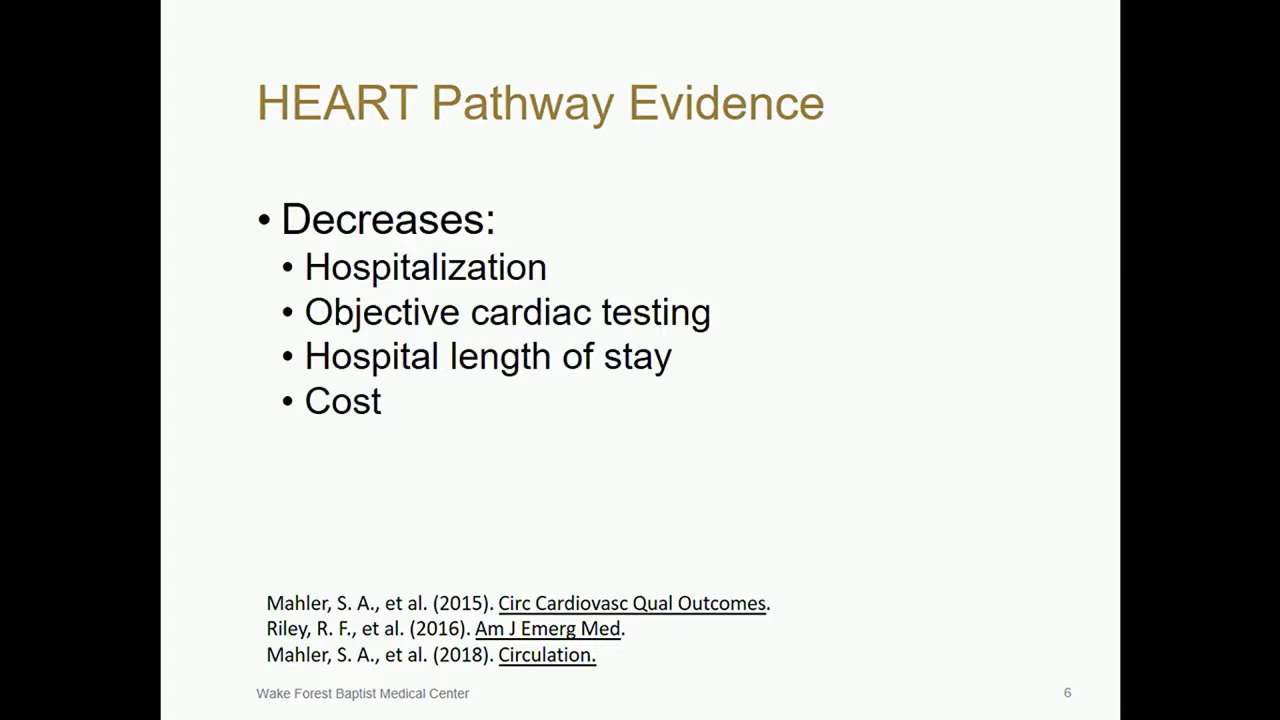 HEART Pathway Evidence
• Decreases:
• Hospitalization
• Objective cardiac testing
• Hospital length of stay
• Cost
Mahler, S. A., et al. (2015). Circ Cardiovasc Qual Outcomes.
Riley, R. F., et al. (2016). Am J Emerg Med.
Mahler, S. A., et al. (2018). Circulation.
Wake Forest Baptist Medical Center
6